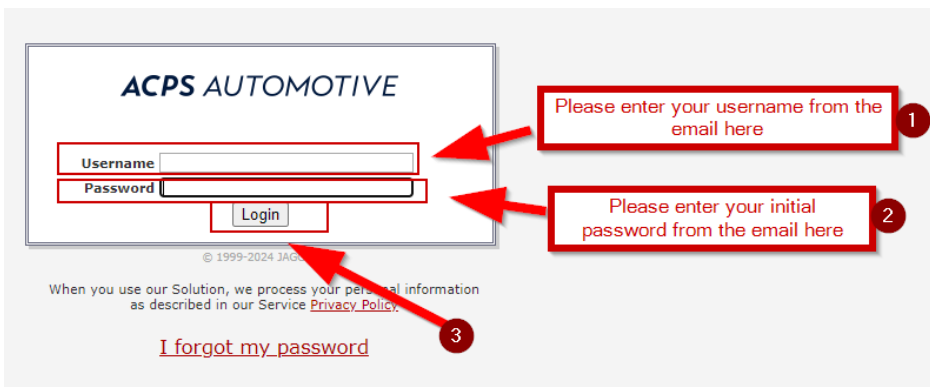 ACPS AUTOMOTIVE
Please enter your username from the
email here
1
Username
Password
Please enter your initial
password from the email here
2
Login
© 1999-2024
When you use our Solution, we process your personal information
as described in our Service Privacy Policy
3
I forgot my password